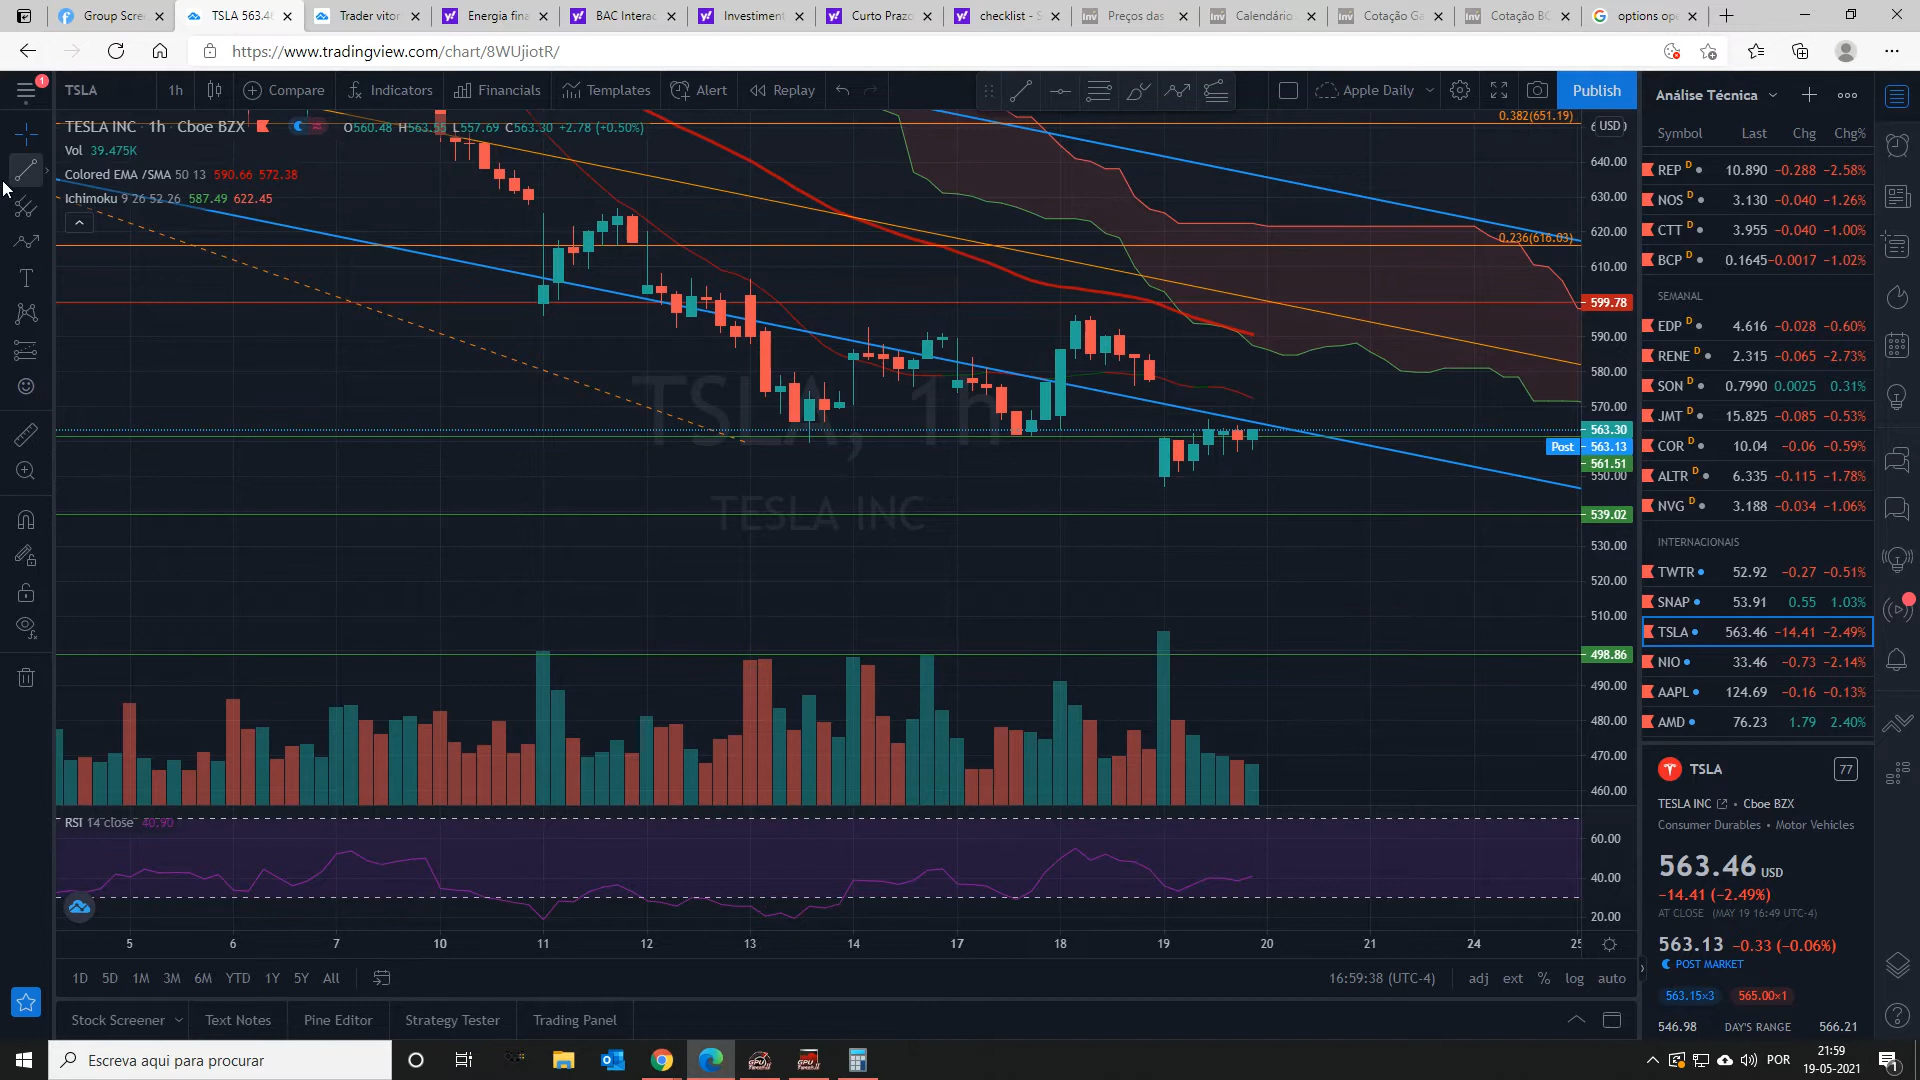 Group Scree
TSLA 563.4
Trader vitor
Energia fina
BAC Interac
Investiment
Curto Prazo
checklist - S
Preços das
Calendário
Cotação Ga
Cotação BC
options ope
https://www.tradingview.com/chart/8WUjiotR/
1
TSLA
1h
Compare
Indicators
Financials
Templates
Alert
Replay
Apple Daily
Publish
Análise Técnica
TESLA INC · 1h · Cboe BZX
O560.48 H563.55 L557.69 C563.30 +2.78 (+0.50%)
Vol 39.475K
Colored EMA /SMA 50 13 590.66 572.38
Ichimoku 9 26 52 26 587.49 622.45
0.382(651.19)
0.236(616.03)
TSLA, 1h
TESLA INC
USD
640.00
630.00
620.00
610.00
599.78
590.00
580.00
570.00
563.30
Post 563.13
561.51
550.00
539.02
530.00
520.00
510.00
498.86
490.00
480.00
470.00
460.00
RSI 14 close 40.90
60.00
40.00
20.00
5 6 7 10 11 12 13 14 17 18 19 20 21 24 25
1D 5D 1M 3M 6M YTD 1Y 5Y All
16:59:38 (UTC-4)
adj ext % log auto
Stock Screener
Text Notes
Pine Editor
Strategy Tester
Trading Panel
Symbol Last Chg Chg%
REP D 10.890 −0.288 −2.58%
NOS D 3.130 −0.040 −1.26%
CTT D 3.955 −0.040 −1.00%
BCP D 0.1645 −0.0017 −1.02%
SEMANAL
EDP D 4.616 −0.028 −0.60%
RENE D 2.315 −0.065 −2.73%
SON D 0.7990 0.0025 0.31%
JMT D 15.825 −0.085 −0.53%
COR D 10.04 −0.06 −0.59%
ALTR D 6.335 −0.115 −1.78%
NVG D 3.188 −0.034 −1.06%
INTERNACIONAIS
TWTR 52.92 −0.27 −0.51%
SNAP 53.91 0.55 1.03%
TSLA 563.46 −14.41 −2.49%
NIO 33.46 −0.73 −2.14%
AAPL 124.69 −0.16 −0.13%
AMD 76.23 1.79 2.40%
TSLA
77
TESLA INC • Cboe BZX
Consumer Durables • Motor Vehicles
563.46 USD
−14.41 (−2.49%)
AT CLOSE (MAY 19 16:49 UTC-4)
563.13 −0.33 (−0.06%)
POST MARKET
563.15×3 565.00×1
546.98 DAY'S RANGE 566.21
Escreva aqui para procurar
POR
21:59
19-05-2021
1